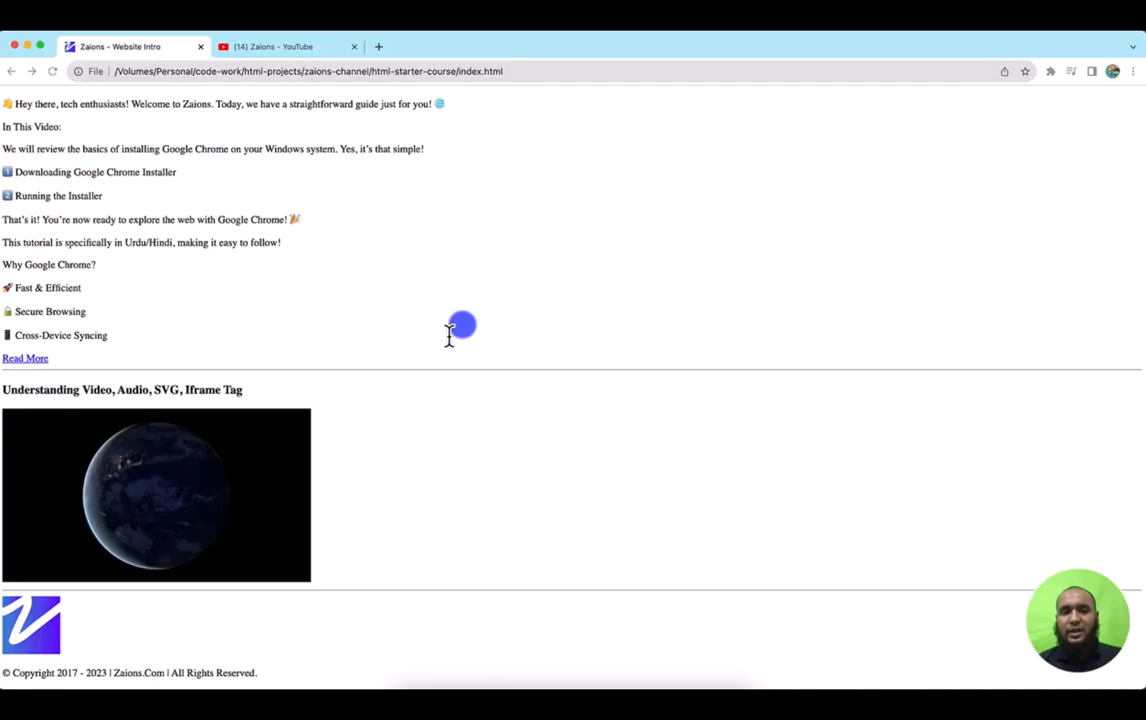 Zaions - Website Intro
(14) Zaions - YouTube
File /Volumes/Personal/code-work/html-projects/zaions-channel/html-starter-course/index.html
👋 Hey there, tech enthusiasts! Welcome to Zaions. Today, we have a straightforward guide just for you! 🌐
In This Video:
We will review the basics of installing Google Chrome on your Windows system. Yes, it's that simple!
1️⃣ Downloading Google Chrome Installer
2️⃣ Running the Installer
That's it! You're now ready to explore the web with Google Chrome! 🎉
This tutorial is specifically in Urdu/Hindi, making it easy to follow!
Why Google Chrome?
🚀 Fast & Efficient
🔒 Secure Browsing
📱 Cross-Device Syncing
Read More
Understanding Video, Audio, SVG, Iframe Tag
© Copyright 2017 - 2023 | Zaions.Com | All Rights Reserved.